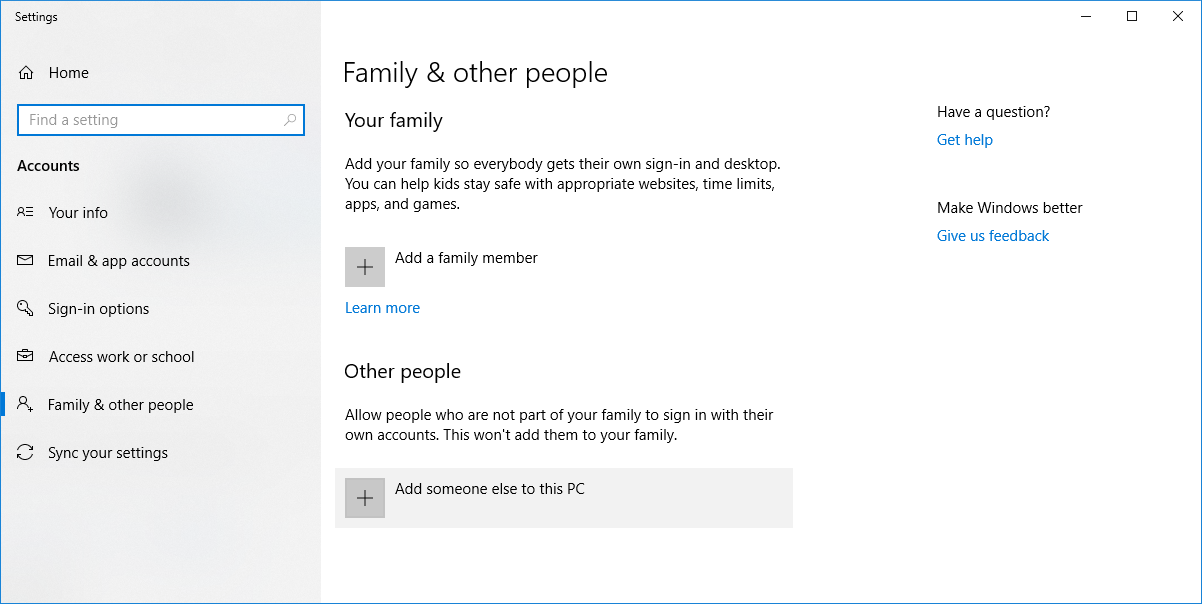 Settings
Home
Find a setting
Accounts
Your info
Email & app accounts
Sign-in options
Access work or school
Family & other people
Sync your settings
Family & other people
Your family
Add your family so everybody gets their own sign-in and desktop.
You can help kids stay safe with appropriate websites, time limits,
apps, and games.
Add a family member
Learn more
Other people
Allow people who are not part of your family to sign in with their
own accounts. This won't add them to your family.
Add someone else to this PC
Have a question?
Get help
Make Windows better
Give us feedback